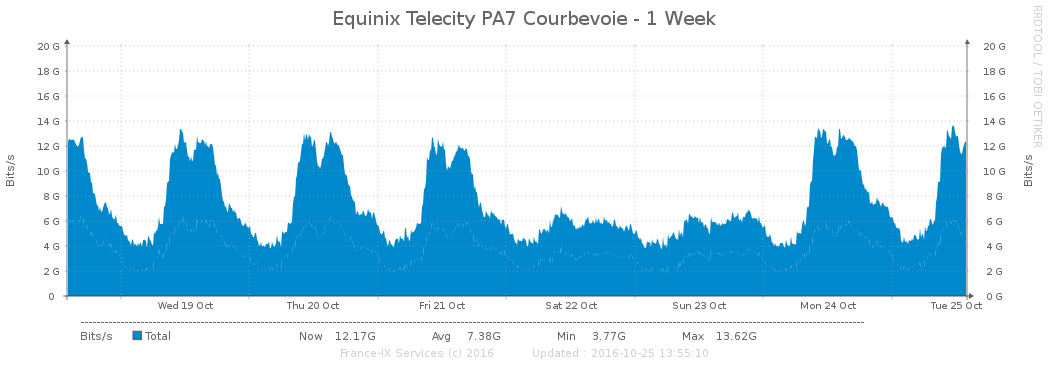 Equinix Telecity PA7 Courbevoie - 1 Week
RRDTOOL / TOBI OETIKER
Bits/s
20 G
18 G
16 G
14 G
12 G
10 G
8 G
6 G
4 G
2 G
0
20 G
18 G
16 G
14 G
12 G
10 G
8 G
6 G
4 G
2 G
0 G
Bits/s
Wed 19 Oct Thu 20 Oct Fri 21 Oct Sat 22 Oct Sun 23 Oct Mon 24 Oct Tue 25 Oct
Bits/s Total Now 12.17G Avg 7.38G Min 3.77G Max 13.62G
France-IX Services (c) 2016 Updated : 2016-10-25 13:55:10